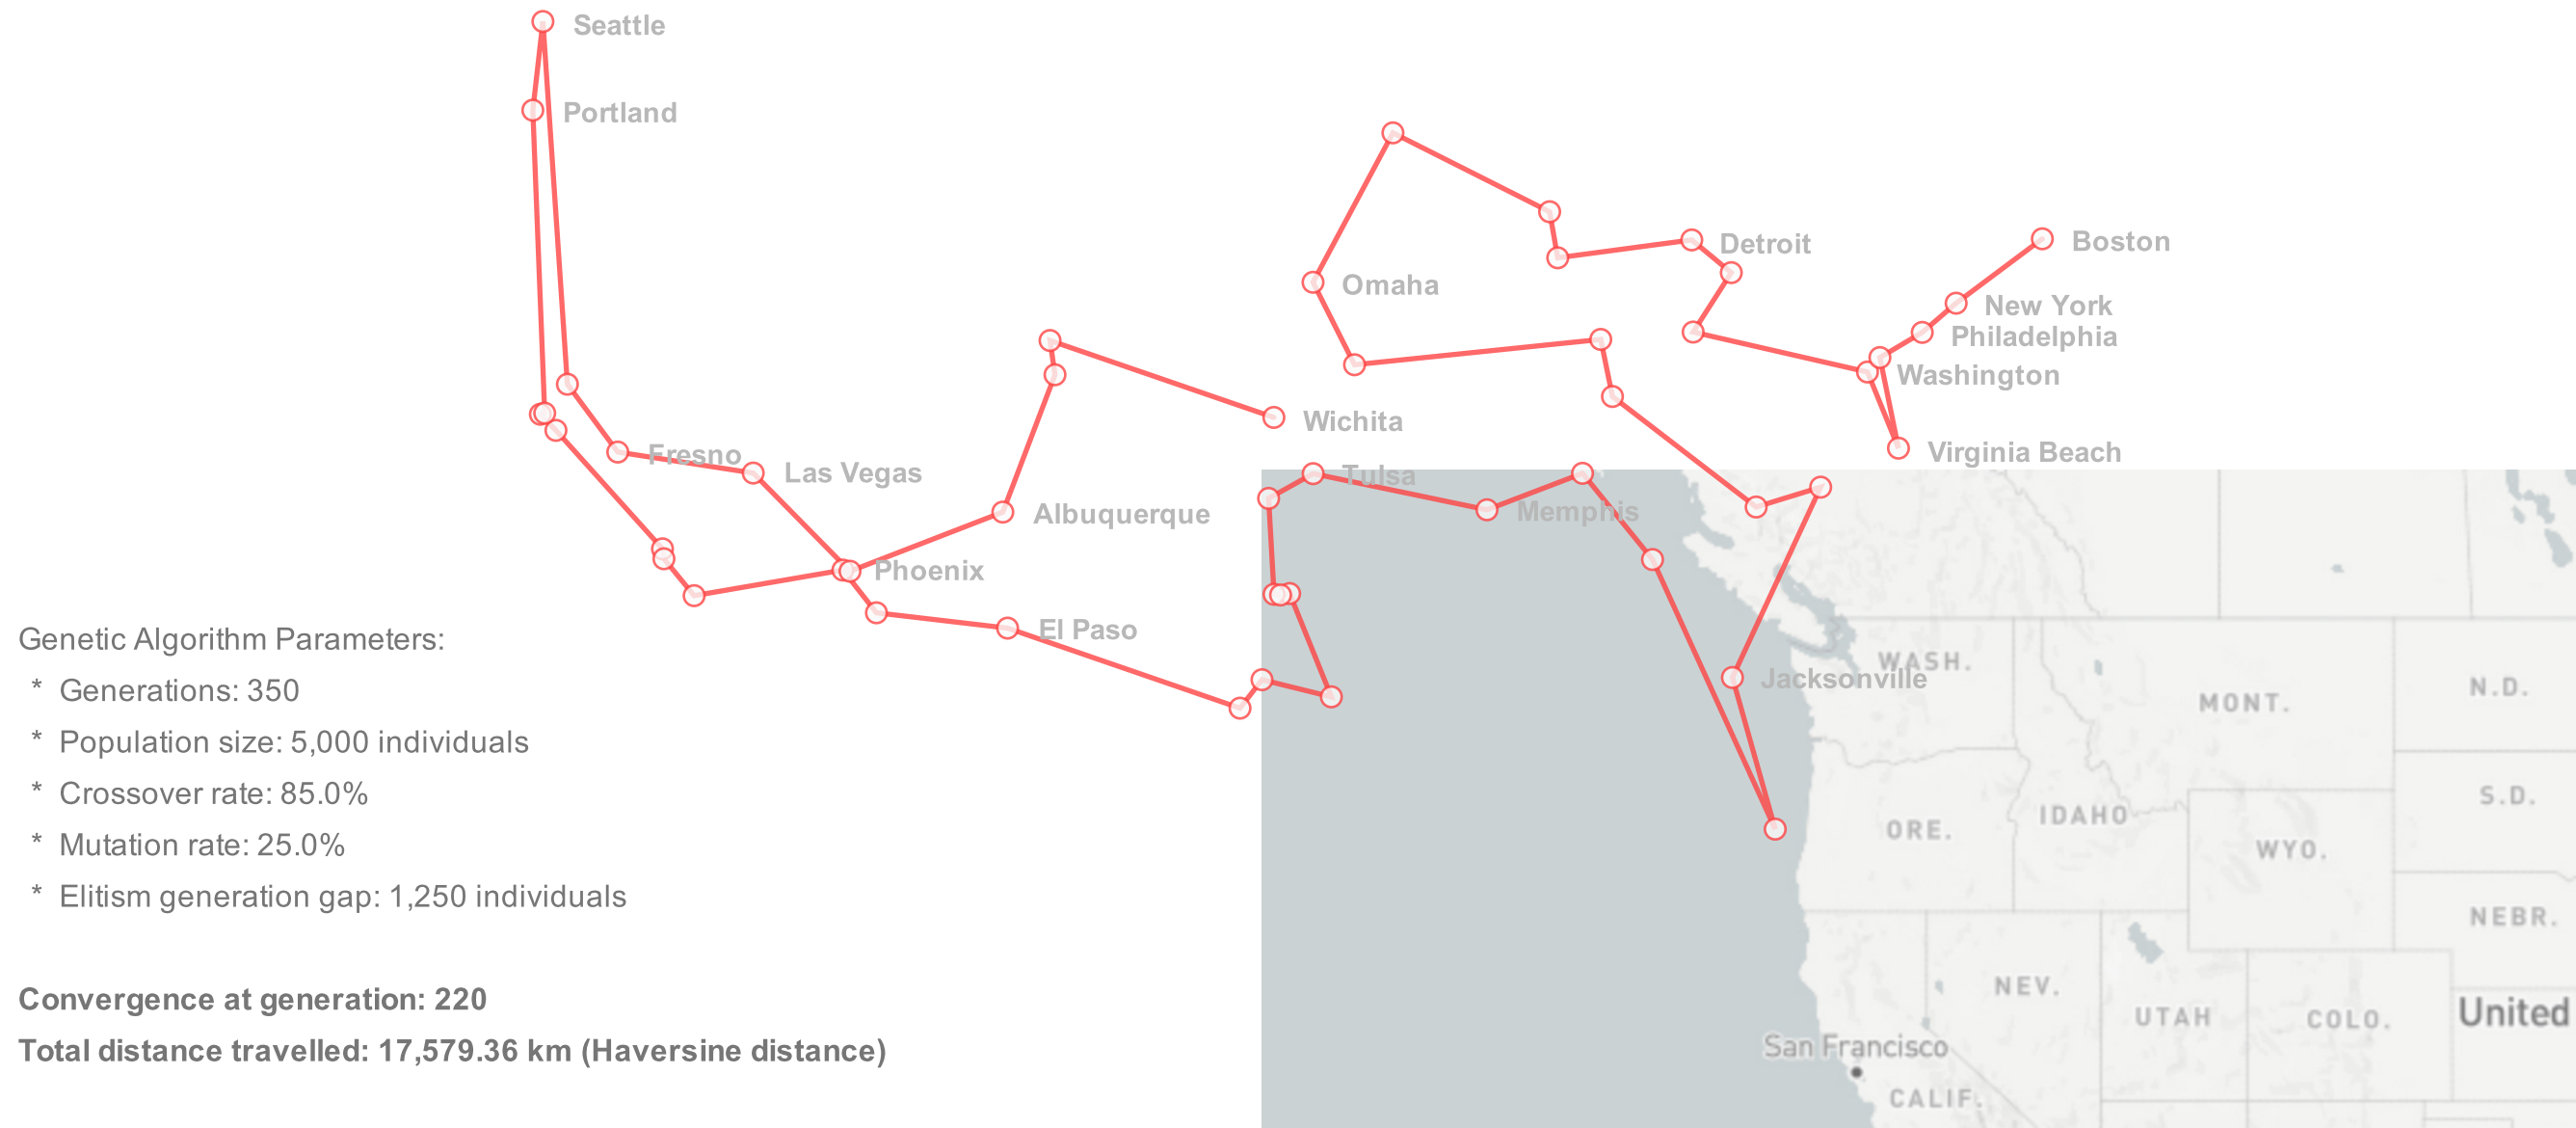 Seattle
Portland
Detroit
Boston
Omaha
New York
Philadelphia
Washington
Wichita
Fresno
Virginia Beach
Las Vegas
Tulsa
Albuquerque
Memphis
Phoenix
El Paso
Genetic Algorithm Parameters:
* Generations: 350
* Population size: 5,000 individuals
* Crossover rate: 85.0%
* Mutation rate: 25.0%
* Elitism generation gap: 1,250 individuals
Convergence at generation: 220
Total distance travelled: 17,579.36 km (Haversine distance)
WASH.
Jacksonville
N.D.
MONT.
S.D.
IDAHO
ORE.
WYO.
NEBR.
NEV.
UTAH
COLO.
United
San Francisco
CALIF.